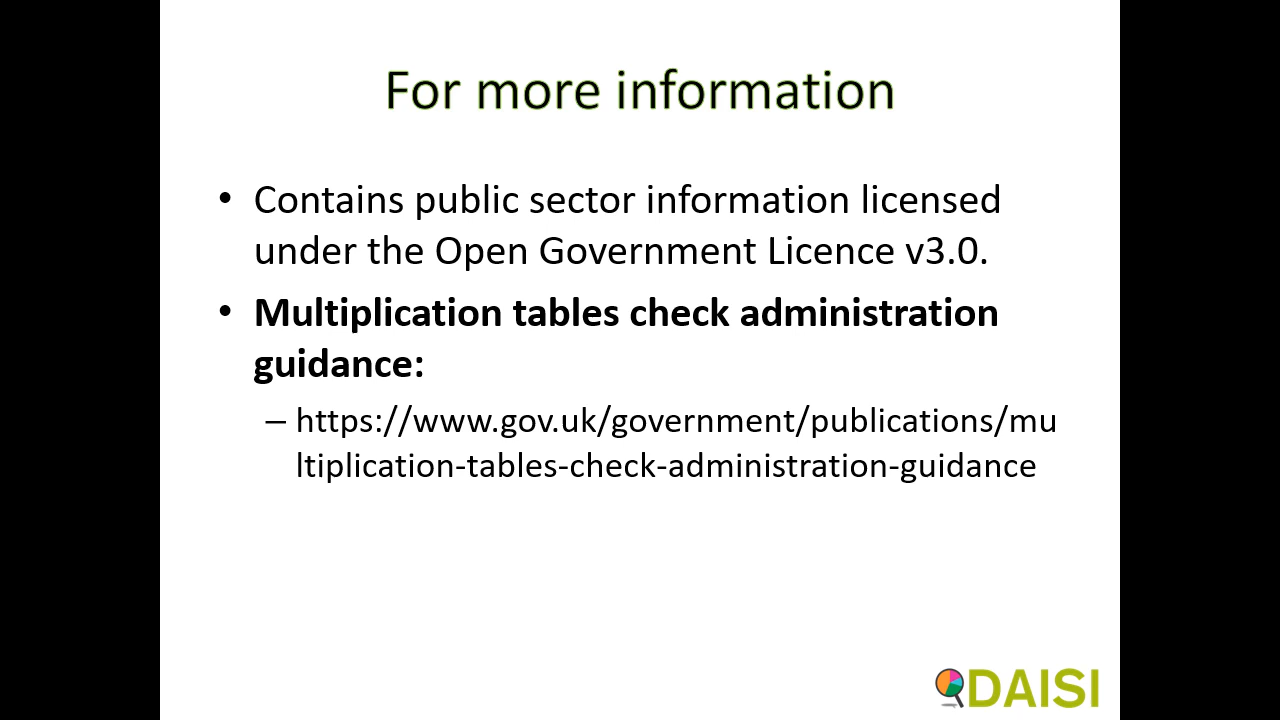 For more information
• Contains public sector information licensed
under the Open Government Licence v3.0.
• Multiplication tables check administration
guidance:
– https://www.gov.uk/government/publications/mu
ltiplication-tables-check-administration-guidance
DAISI